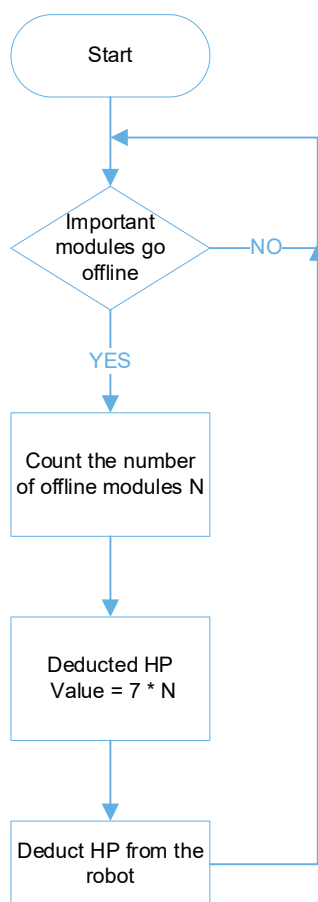 Start
Important
modules go
offline
NO
YES
Count the number
of offline modules N
Deducted HP
Value = 7 * N
Deduct HP from the
robot